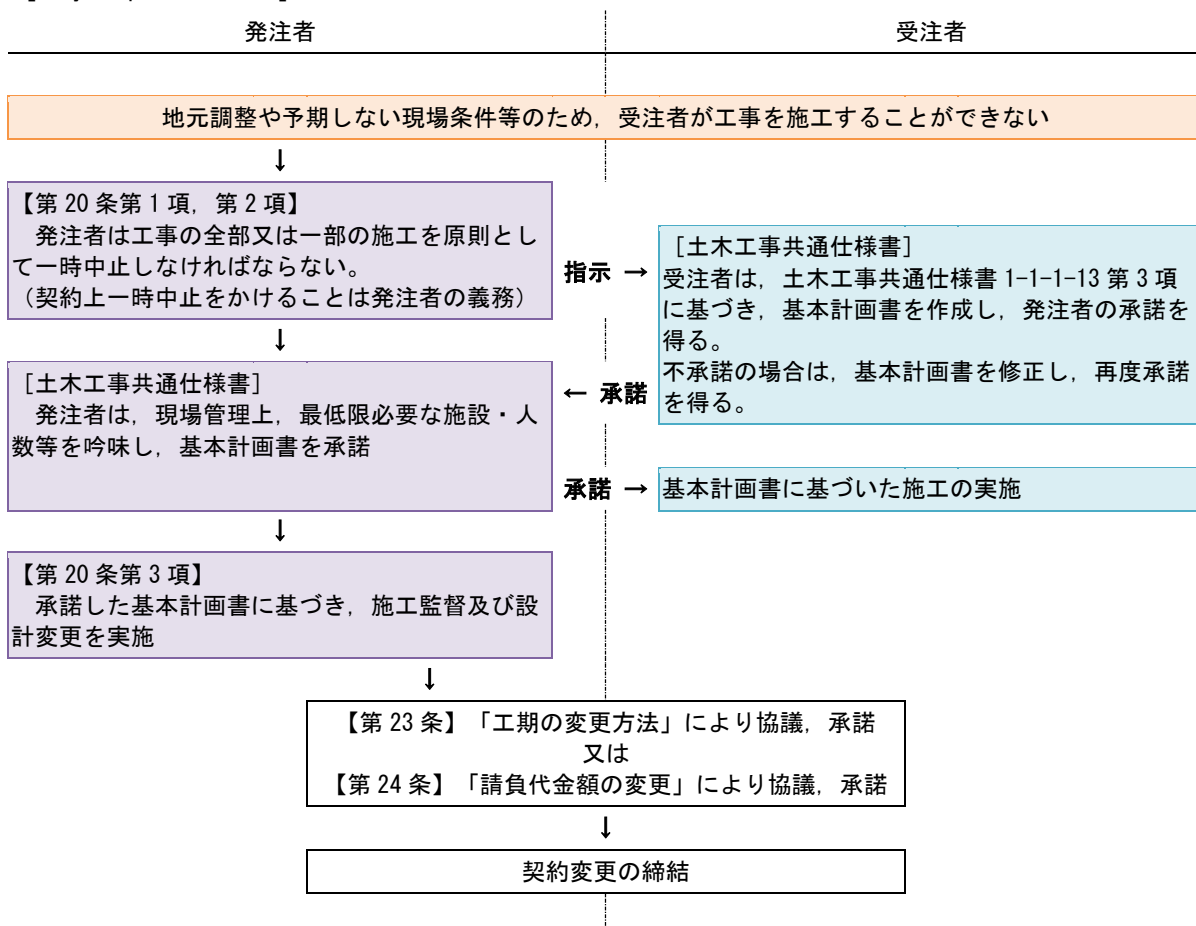 発注者
受注者
地元調整や予期しない現場条件等のため，受注者が工事を施工することができない
↓
【第 20 条第 1 項，第 2 項】
発注者は工事の全部又は一部の施工を原則とし
て一時中止しなければならない。
（契約上一時中止をかけることは発注者の義務）
指示 →
［土木工事共通仕様書］
受注者は，土木工事共通仕様書 1-1-1-13 第 3 項
に基づき，基本計画書を作成し，発注者の承諾を
得る。
不承諾の場合は，基本計画書を修正し，再度承諾
を得る。
↓
← 承諾
［土木工事共通仕様書］
発注者は，現場管理上，最低限必要な施設・人
数等を吟味し，基本計画書を承諾
承諾 →
基本計画書に基づいた施工の実施
↓
【第 20 条第 3 項】
承諾した基本計画書に基づき，施工監督及び設
計変更を実施
↓
【第 23 条】「工期の変更方法」により協議，承諾
又は
【第 24 条】「請負代金額の変更」により協議，承諾
↓
契約変更の締結